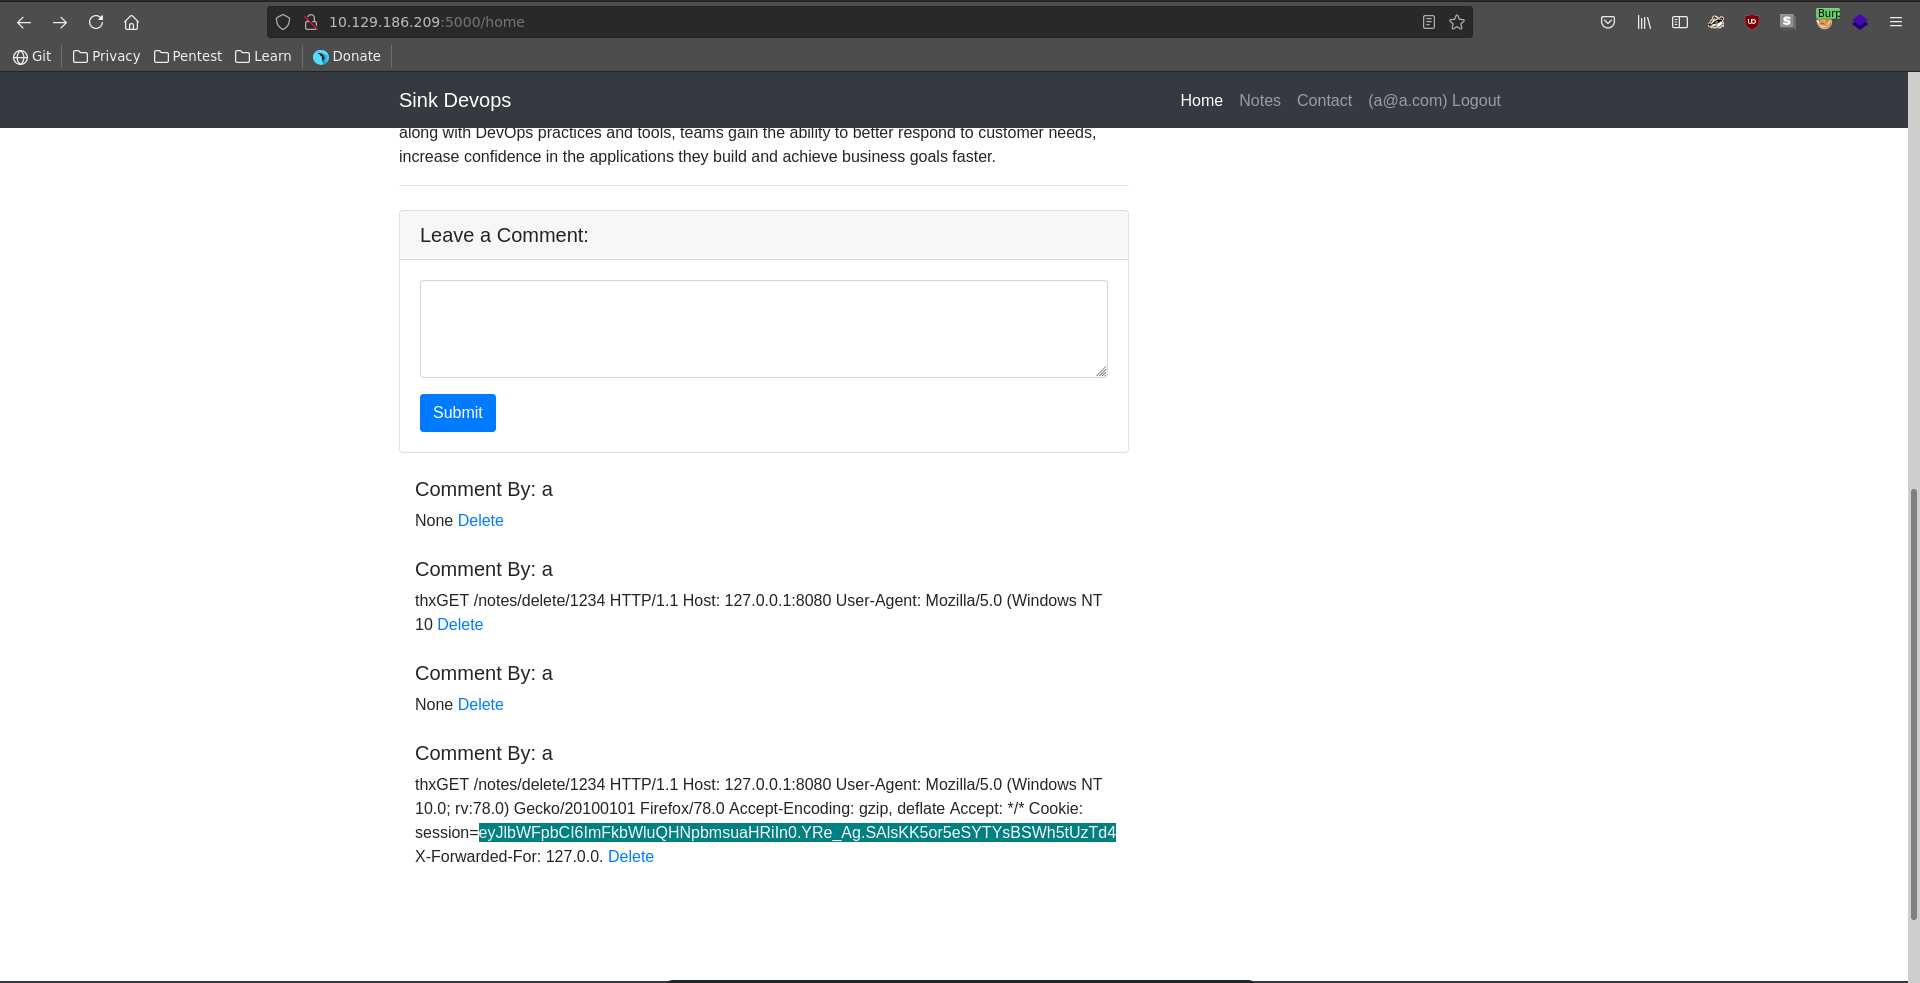 10.129.186.209:5000/home
Burp
Git Privacy Pentest Learn Donate
Sink Devops Home Notes Contact (a@a.com) Logout
along with DevOps practices and tools, teams gain the ability to better respond to customer needs,
increase confidence in the applications they build and achieve business goals faster.
Leave a Comment:
Submit
Comment By: a
None Delete
Comment By: a
thxGET /notes/delete/1234 HTTP/1.1 Host: 127.0.0.1:8080 User-Agent: Mozilla/5.0 (Windows NT
10 Delete
Comment By: a
None Delete
Comment By: a
thxGET /notes/delete/1234 HTTP/1.1 Host: 127.0.0.1:8080 User-Agent: Mozilla/5.0 (Windows NT
10.0; rv:78.0) Gecko/20100101 Firefox/78.0 Accept-Encoding: gzip, deflate Accept: */* Cookie:
session=eyJlbWFpbCI6ImFkbWluQHNpbmsuaHRiIn0.YRe_Ag.SAlsKK5or5eSYTYsBSWh5tUzTd4
X-Forwarded-For: 127.0.0. Delete